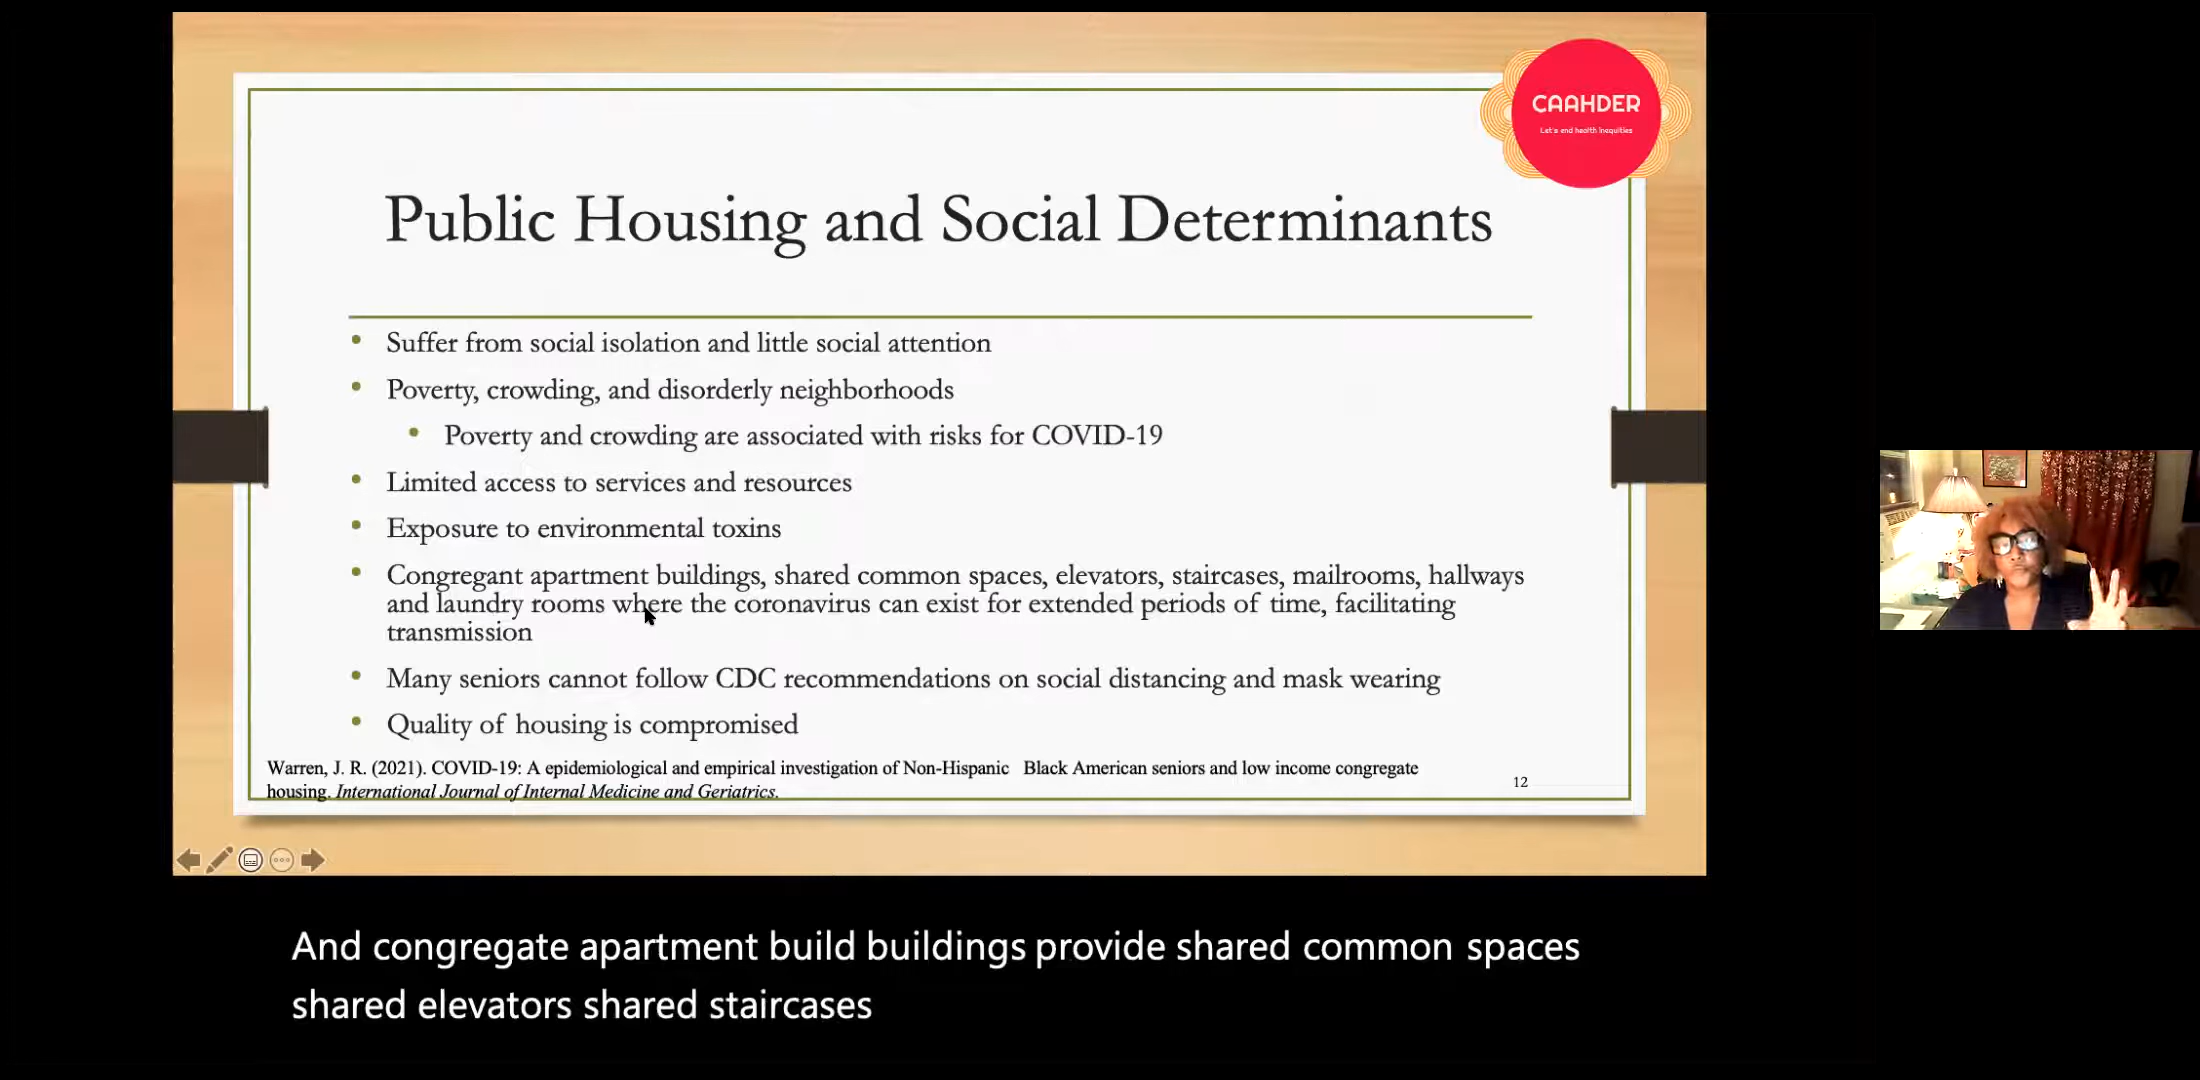 CAAHDER
Let's end health inequities
Public Housing and Social Determinants
• Suffer from social isolation and little social attention
• Poverty, crowding, and disorderly neighborhoods
• Poverty and crowding are associated with risks for COVID-19
• Limited access to services and resources
• Exposure to environmental toxins
• Congregant apartment buildings, shared common spaces, elevators, staircases, mailrooms, hallways
and laundry rooms where the coronavirus can exist for extended periods of time, facilitating
transmission
• Many seniors cannot follow CDC recommendations on social distancing and mask wearing
• Quality of housing is compromised
Warren, J. R. (2021). COVID-19: A epidemiological and empirical investigation of Non-Hispanic Black American seniors and low income congregate
housing. International Journal of Internal Medicine and Geriatrics.
12
And congregate apartment build buildings provide shared common spaces
shared elevators shared staircases